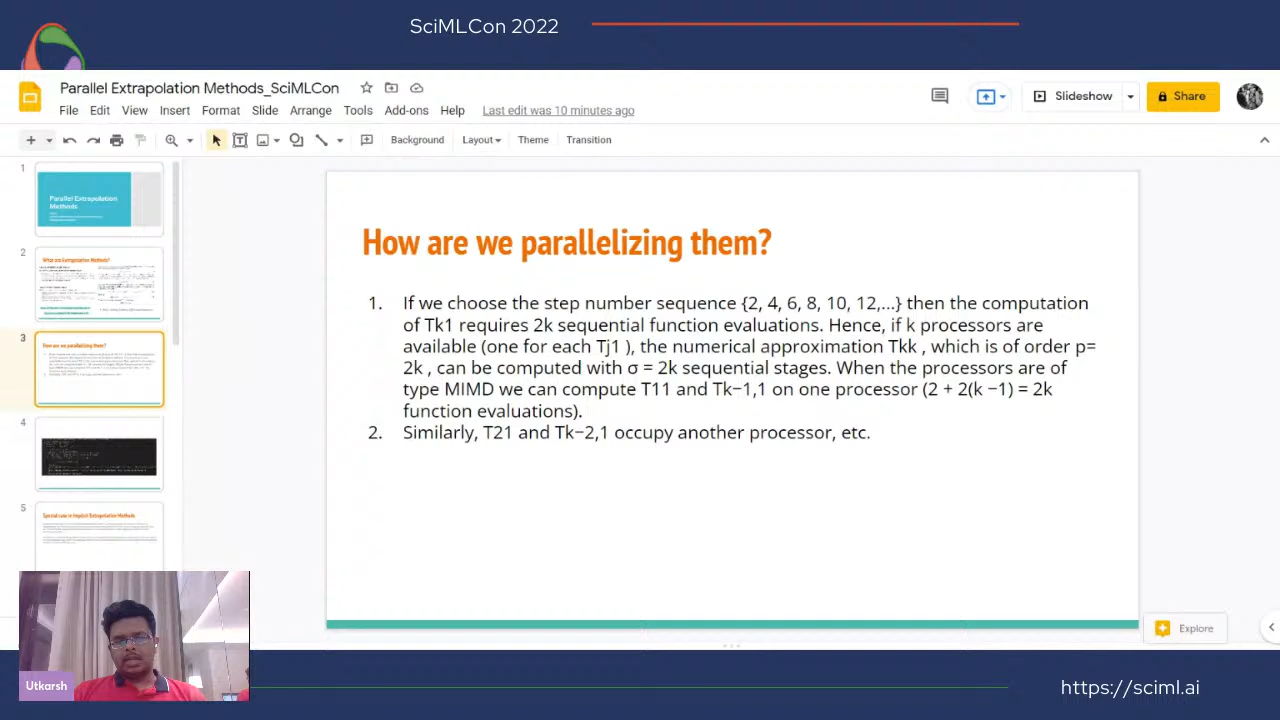 SciMLCon 2022
Parallel Extrapolation Methods_SciMLCon
File Edit View Insert Format Slide Arrange Tools Add-ons Help Last edit was 10 minutes ago
Slideshow
Share
Background Layout Theme Transition
1
Parallel Extrapolation
Methods
2
What are Extrapolation Methods?
3
How are we parallelizing them?
4
5
Special case in Implicit Extrapolation Methods
How are we parallelizing them?
1. If we choose the step number sequence {2, 4, 6, 8, 10, 12,...} then the computation
of Tk1 requires 2k sequential function evaluations. Hence, if k processors are
available (one for each Tj1 ), the numerical approximation Tkk , which is of order p=
2k , can be computed with σ = 2k sequential stages. When the processors are of
type MIMD we can compute T11 and Tk−1,1 on one processor (2 + 2(k −1) = 2k
function evaluations).
2. Similarly, T21 and Tk−2,1 occupy another processor, etc.
Explore
Utkarsh
https://sciml.ai